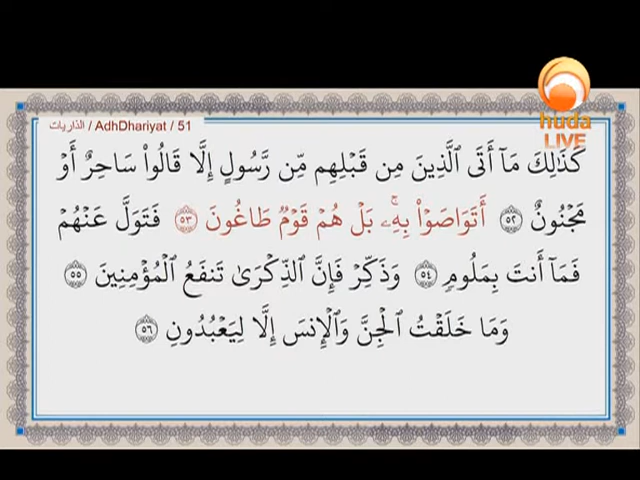 huda
LIVE
الذاريات / AdhDhariyat / 51
كَذَٰلِكَ مَآ أَتَى ٱلَّذِينَ مِن قَبْلِهِم مِّن رَّسُولٍ إِلَّا قَالُوا۟ سَاحِرٌ أَوْ
مَجْنُونٌ ٥٢ أَتَوَاصَوْا۟ بِهِۦ ۚ بَلْ هُمْ قَوْمٌ طَاغُونَ ٥٣ فَتَوَلَّ عَنْهُمْ
فَمَآ أَنتَ بِمَلُومٍ ٥٤ وَذَكِّرْ فَإِنَّ ٱلذِّكْرَىٰ تَنفَعُ ٱلْمُؤْمِنِينَ ٥٥
وَمَا خَلَقْتُ ٱلْجِنَّ وَٱلْإِنسَ إِلَّا لِيَعْبُدُونِ ٥٦